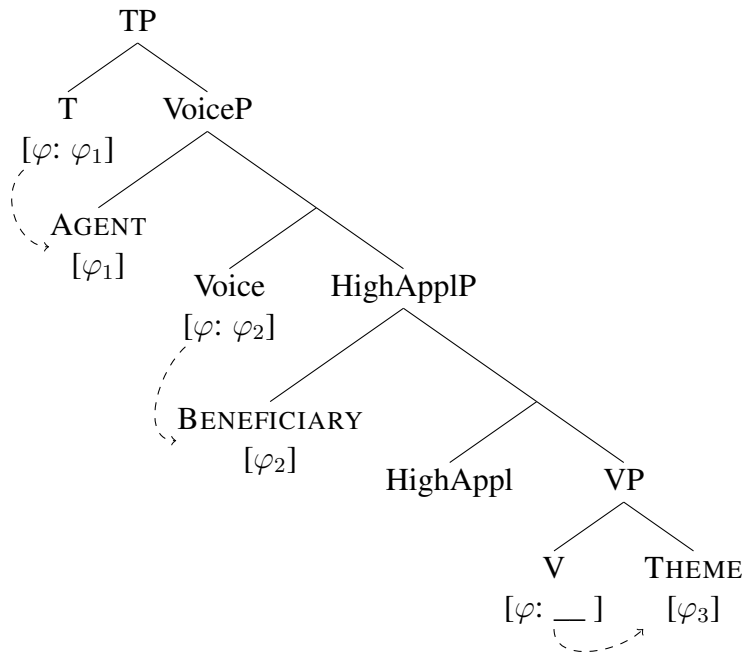 TP
T VoiceP
[φ: φ₁]
AGENT
[φ₁]
Voice HighApplP
[φ: φ₂]
BENEFICIARY
[φ₂]
HighAppl VP
V THEME
[φ: __ ] [φ₃]